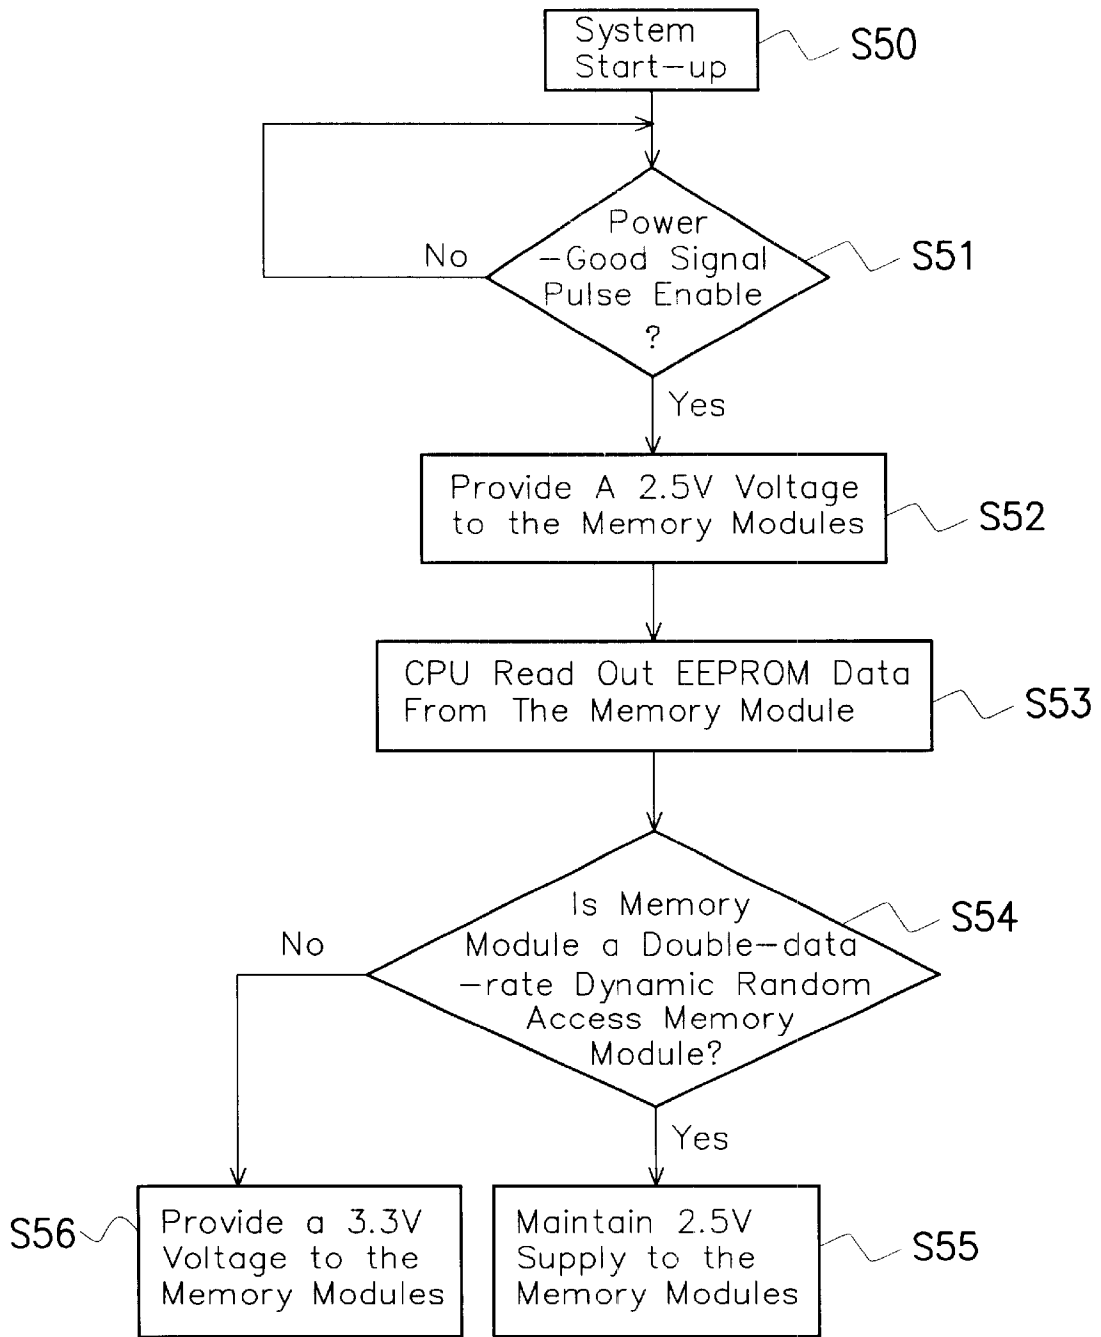 System
Start-up
S50
Power
-Good Signal
Pulse Enable
?
S51
No
Yes
Provide A 2.5V Voltage
to the Memory Modules
S52
CPU Read Out EEPROM Data
From The Memory Module
S53
Is Memory
Module a Double-data
-rate Dynamic Random
Access Memory
Module?
S54
No
Yes
S56
Provide a 3.3V
Voltage to the
Memory Modules
Maintain 2.5V
Supply to the
Memory Modules
S55